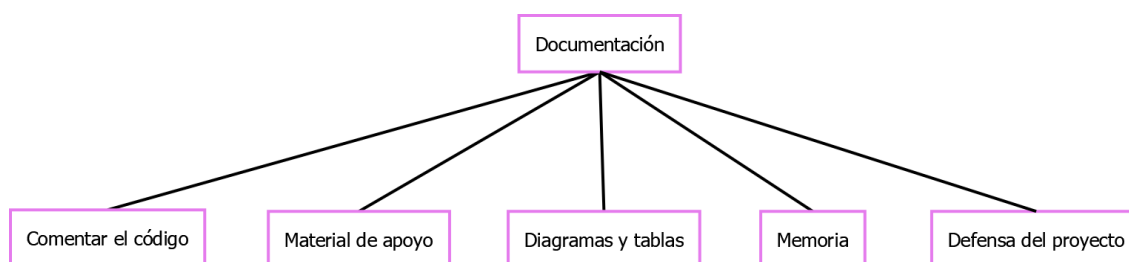 Documentación
Comentar el código
Material de apoyo
Diagramas y tablas
Memoria
Defensa del proyecto